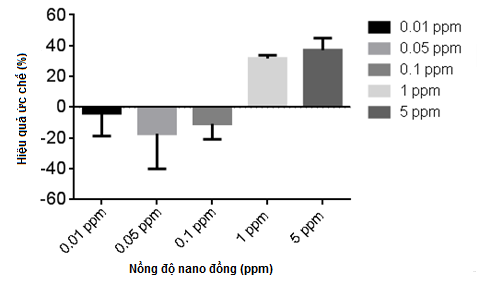 60
40
20
0
-20
-40
-60
Hiệu quả ức chế (%)
0.01 ppm
0.05 ppm
0.1 ppm
1 ppm
5 ppm
Nồng độ nano đồng (ppm)
0.01 ppm
0.05 ppm
0.1 ppm
1 ppm
5 ppm